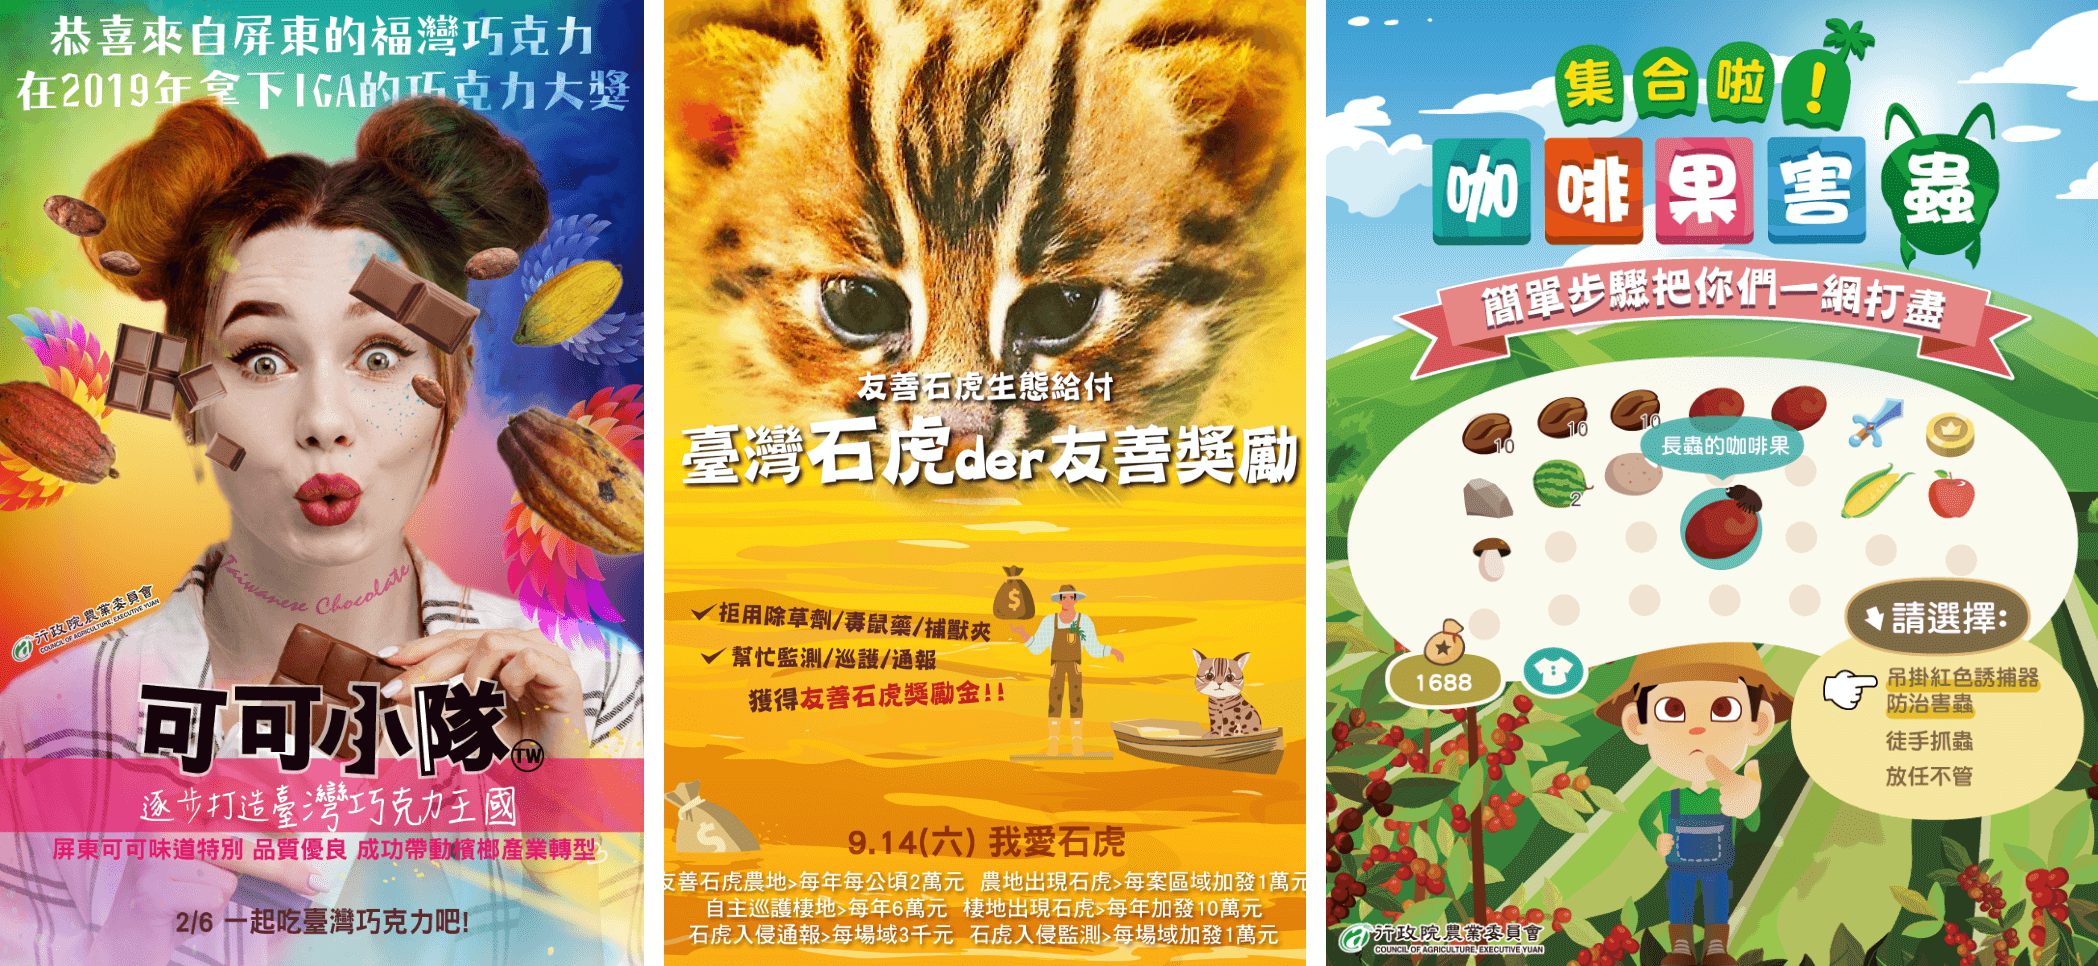 恭喜來自屏東的福灣巧克力
在2019年拿下ICA的巧克力大獎
Taiwanese Chocolate
行政院農業委員會
COUNCIL OF AGRICULTURE, EXECUTIVE YUAN
可可小隊
TW
逐步打造臺灣巧克力王國
屏東可可味道特別 品質優良 成功帶動檳榔產業轉型
2/6 一起吃臺灣巧克力吧!
友善石虎生態給付
臺灣石虎der友善獎勵
拒用除草劑/毒鼠藥/捕獸夾
幫忙監測/巡護/通報
獲得友善石虎獎勵金!!
$
$
9.14(六) 我愛石虎
友善石虎農地>每年每公頃2萬元 農地出現石虎>每案區域加發1萬元
自主巡護棲地>每年6萬元 棲地出現石虎>每年加發10萬元
石虎入侵通報>每場域3千元 石虎入侵監測>每場域加發1萬元
集合啦!
咖啡果害蟲
簡單步驟把你們一網打盡
10
10
10
長蟲的咖啡果
2
請選擇:
1688
吊掛紅色誘捕器
防治害蟲
徒手抓蟲
放任不管
行政院農業委員會
COUNCIL OF AGRICULTURE, EXECUTIVE YUAN